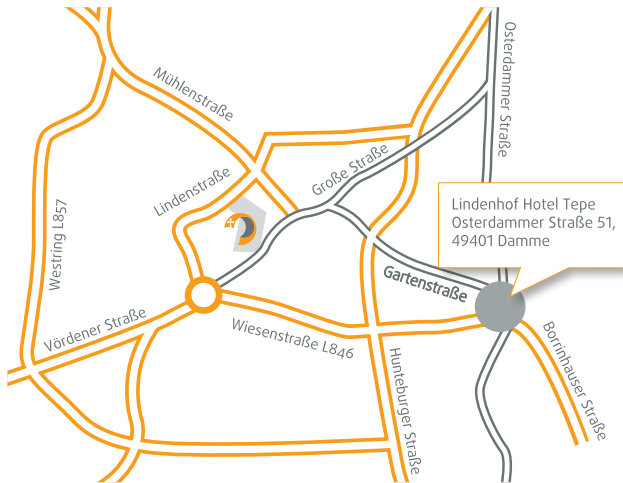 Osterdammer Straße
Mühlenstraße
Große Straße
Lindenstraße
Lindenhof Hotel Tepe
Osterdammer Straße 51,
49401 Damme
Westring L857
Gartenstraße
Vördener Straße
Wiesenstraße L846
Borrinhauser Straße
Hunteburger Straße